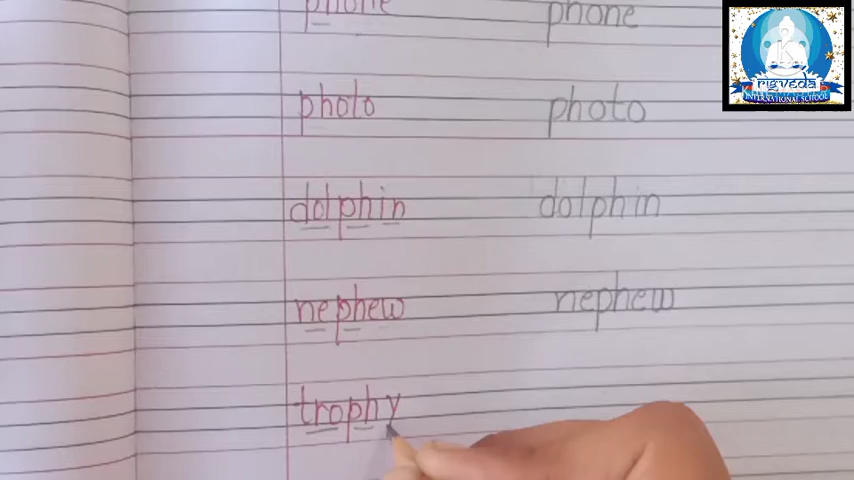 phone phone
photo photo
dolphin dolphin
nephew nephew
trophy
rigveda
INTERNATIONAL SCHOOL